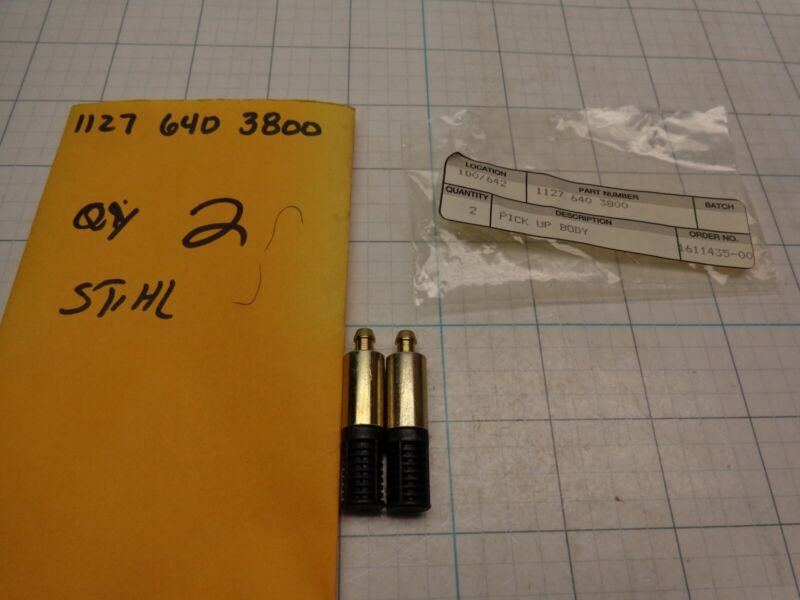 1127 640 3800
QY 2
STIHL
LOCATION
100/642
PART NUMBER
1127 640 3800
BATCH
QUANTITY
2
DESCRIPTION
PICK UP BODY
ORDER NO.
1611435-00